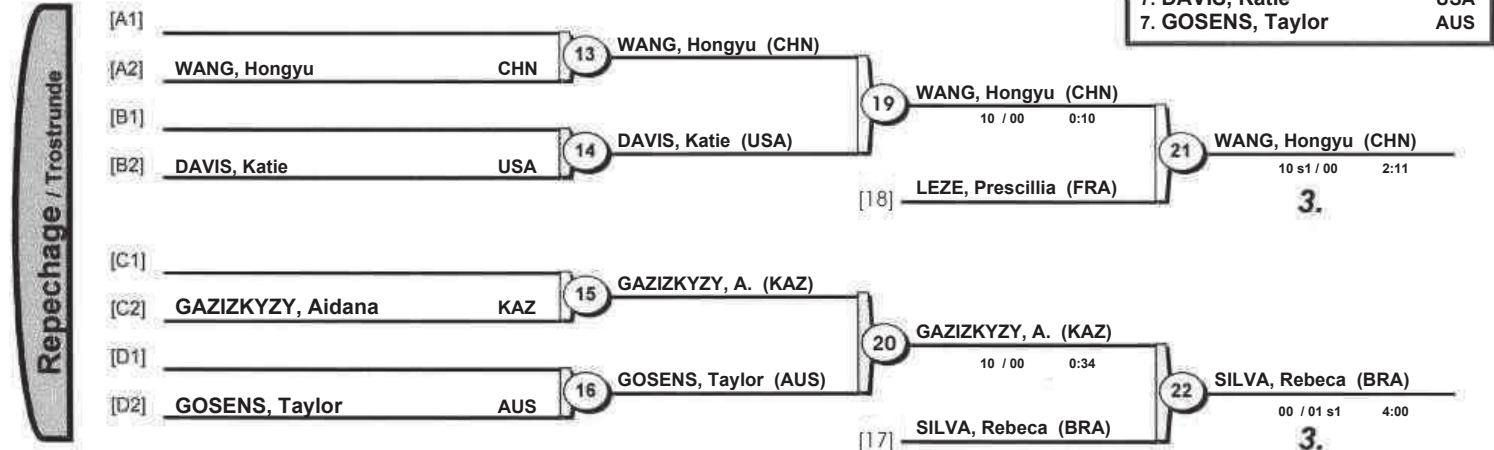 7. DAVIS, Katie USA
7. GOSENS, Taylor AUS
Repechage / Trostrunde
[A1]
[A2] WANG, Hongyu CHN
13 WANG, Hongyu (CHN)
[B1]
[B2] DAVIS, Katie USA
14 DAVIS, Katie (USA)
19 WANG, Hongyu (CHN)
10 / 00 0:10
[18] LEZE, Prescillia (FRA)
21 WANG, Hongyu (CHN)
10 s1 / 00 2:11
3.
[C1]
[C2] GAZIZKYZY, Aidana KAZ
15 GAZIZKYZY, A. (KAZ)
[D1]
[D2] GOSENS, Taylor AUS
16 GOSENS, Taylor (AUS)
20 GAZIZKYZY, A. (KAZ)
10 / 00 0:34
[17] SILVA, Rebeca (BRA)
22 SILVA, Rebeca (BRA)
00 / 01 s1 4:00
3.